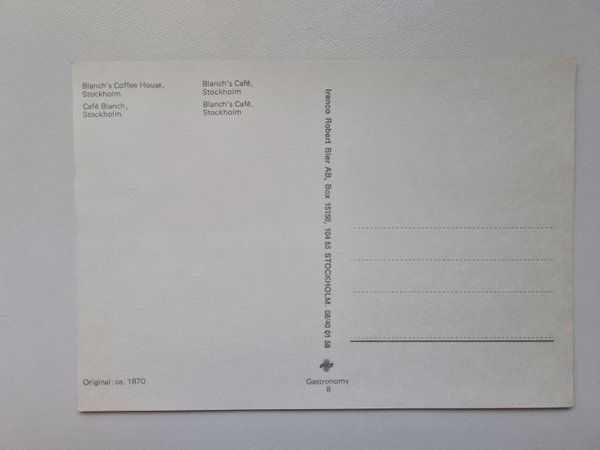 Blanch's Coffee House,
Stockholm
Café Blanch,
Stockholm
Blanch's Café,
Stockholm
Blanch's Café,
Stockholm
Irenco Robert Bier AB, Box 15150, 104 65 STOCKHOLM. 08/40 01 58
Original: ca. 1870
Gastronomy
8